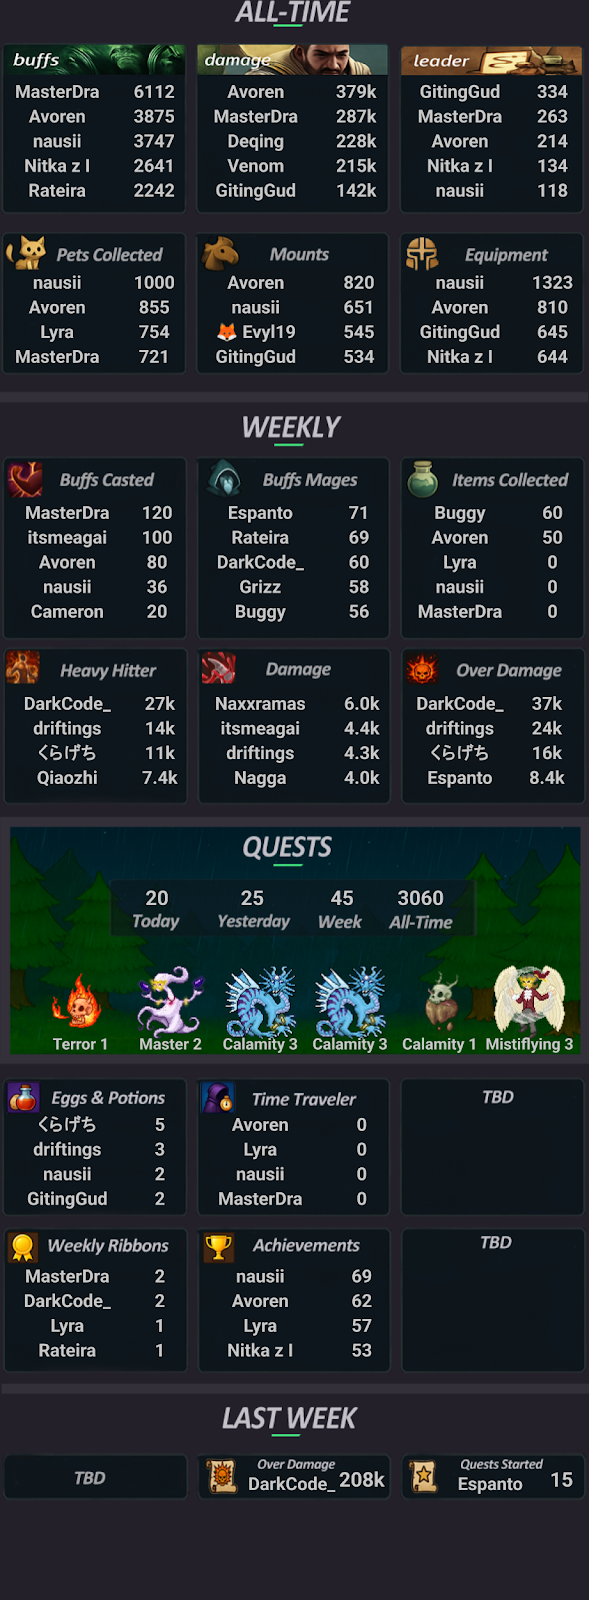 ALL-TIME
buffs
MasterDra 6112
Avoren 3875
nausii 3747
Nitka z l 2641
Rateira 2242
damage
Avoren 379k
MasterDra 287k
Deqing 228k
Venom 215k
GitingGud 142k
leader
GitingGud 334
MasterDra 263
Avoren 214
Nitka z l 134
nausii 118
Pets Collected
nausii 1000
Avoren 855
Lyra 754
MasterDra 721
Mounts
Avoren 820
nausii 651
🦊 Evyl19 545
GitingGud 534
Equipment
nausii 1323
Avoren 810
GitingGud 645
Nitka z l 644
WEEKLY
Buffs Casted
MasterDra 120
itsmeagai 100
Avoren 80
nausii 36
Cameron 20
Buffs Mages
Espanto 71
Rateira 69
DarkCode_ 60
Grizz 58
Buggy 56
Items Collected
Buggy 60
Avoren 50
Lyra 0
nausii 0
MasterDra 0
Heavy Hitter
DarkCode_ 27k
driftings 14k
くらげち 11k
Qiaozhi 7.4k
Damage
Naxxramas 6.0k
itsmeagai 4.4k
driftings 4.3k
Nagga 4.0k
Over Damage
DarkCode_ 37k
driftings 24k
くらげち 16k
Espanto 8.4k
QUESTS
20 25 45 3060
Today Yesterday Week All-Time
Terror 1 Master 2 Calamity 3 Calamity 3 Calamity 1 Mistiflying 3
Eggs & Potions
くらげち 5
driftings 3
nausii 2
GitingGud 2
Time Traveler
Avoren 0
Lyra 0
nausii 0
MasterDra 0
TBD
Weekly Ribbons
MasterDra 2
DarkCode_ 2
Lyra 1
Rateira 1
Achievements
nausii 69
Avoren 62
Lyra 57
Nitka z l 53
TBD
LAST WEEK
TBD
Over Damage
DarkCode_ 208k
Quests Started
Espanto 15